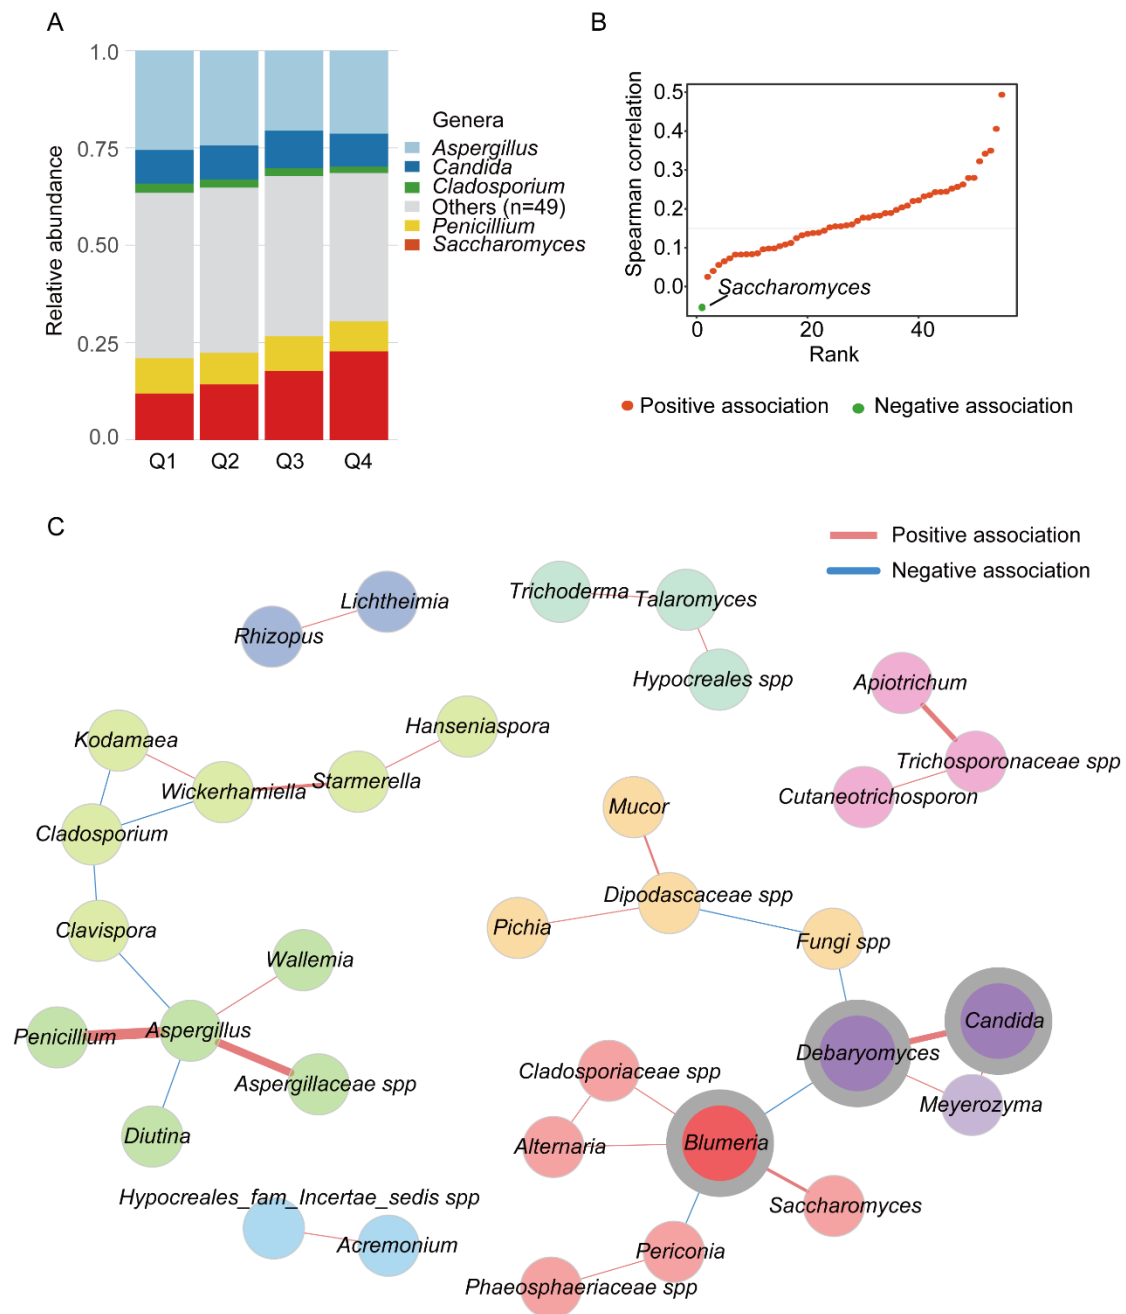 A
1.0
0.75
0.50
0.25
0.0
Relative abundance
Q1 Q2 Q3 Q4
Genera
Aspergillus
Candida
Cladosporium
Others (n=49)
Penicillium
Saccharomyces
B
0.5
0.4
0.3
0.2
0.1
0.0
Spearman correlation
Saccharomyces
0 20 40
Rank
Positive association Negative association
C
Positive association
Negative association
Lichtheimia
Rhizopus
Trichoderma
Talaromyces
Hypocreales spp
Apiotrichum
Trichosporonaceae spp
Cutaneotrichosporon
Hanseniaspora
Kodamaea
Wickerhamiella
Starmerella
Cladosporium
Clavispora
Mucor
Dipodascaceae spp
Pichia
Fungi spp
Wallemia
Penicillium
Aspergillus
Aspergillaceae spp
Diutina
Candida
Debaryomyces
Meyerozyma
Cladosporiaceae spp
Alternaria
Blumeria
Saccharomyces
Periconia
Phaeosphaeriaceae spp
Hypocreales_fam_Incertae_sedis spp
Acremonium